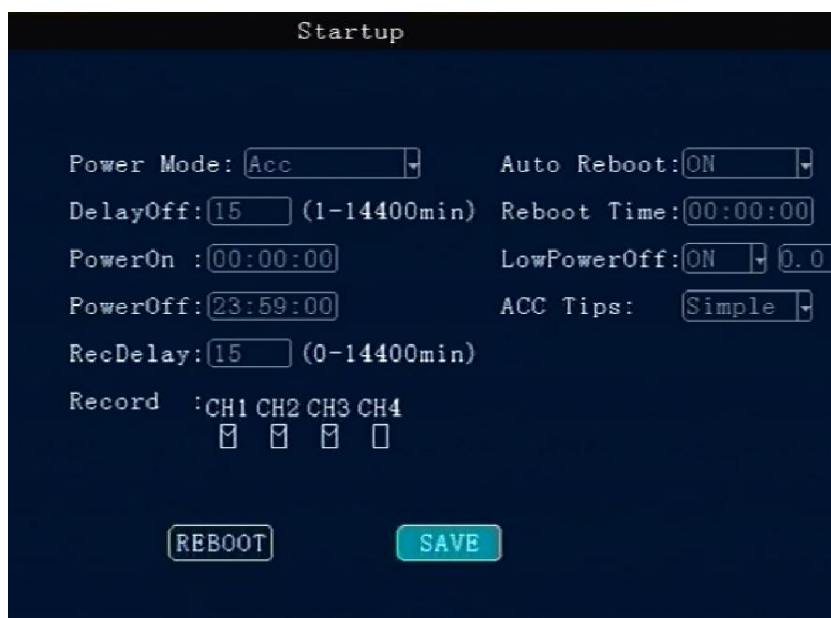 Startup
Power Mode: Acc Auto Reboot: ON
DelayOff: 15 (1-14400min) Reboot Time: 00:00:00
PowerOn : 00:00:00 LowPowerOff: ON 0.0
PowerOff: 23:59:00 ACC Tips: Simple
RecDelay: 15 (0-14400min)
Record : CH1 CH2 CH3 CH4
REBOOT SAVE